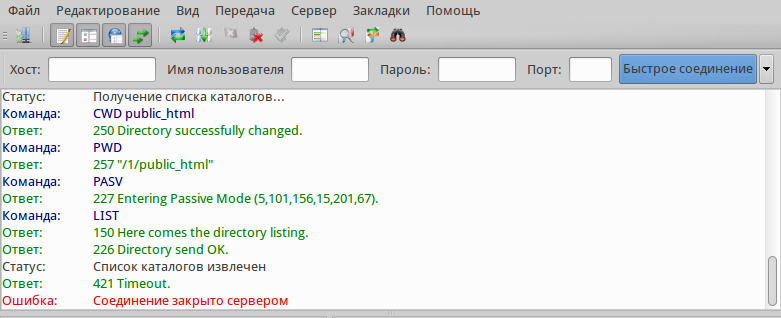 Файл Редактирование Вид Передача Сервер Закладки Помощь
Хост: Имя пользователя Пароль: Порт: Быстрое соединение
Статус: Получение списка каталогов...
Команда: CWD public_html
Ответ: 250 Directory successfully changed.
Команда: PWD
Ответ: 257 "/1/public_html"
Команда: PASV
Ответ: 227 Entering Passive Mode (5,101,156,15,201,67).
Команда: LIST
Ответ: 150 Here comes the directory listing.
Ответ: 226 Directory send OK.
Статус: Список каталогов извлечен
Ответ: 421 Timeout.
Ошибка: Соединение закрыто сервером